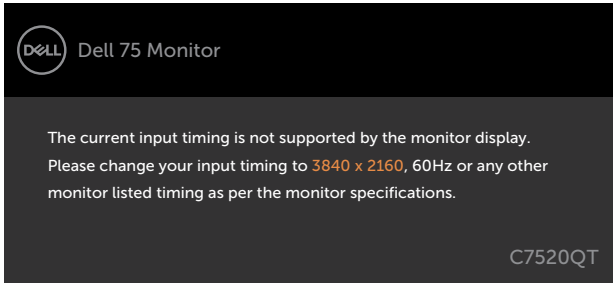 DELL
Dell 75 Monitor
The current input timing is not supported by the monitor display.
Please change your input timing to 3840 x 2160, 60Hz or any other
monitor listed timing as per the monitor specifications.
C7520QT